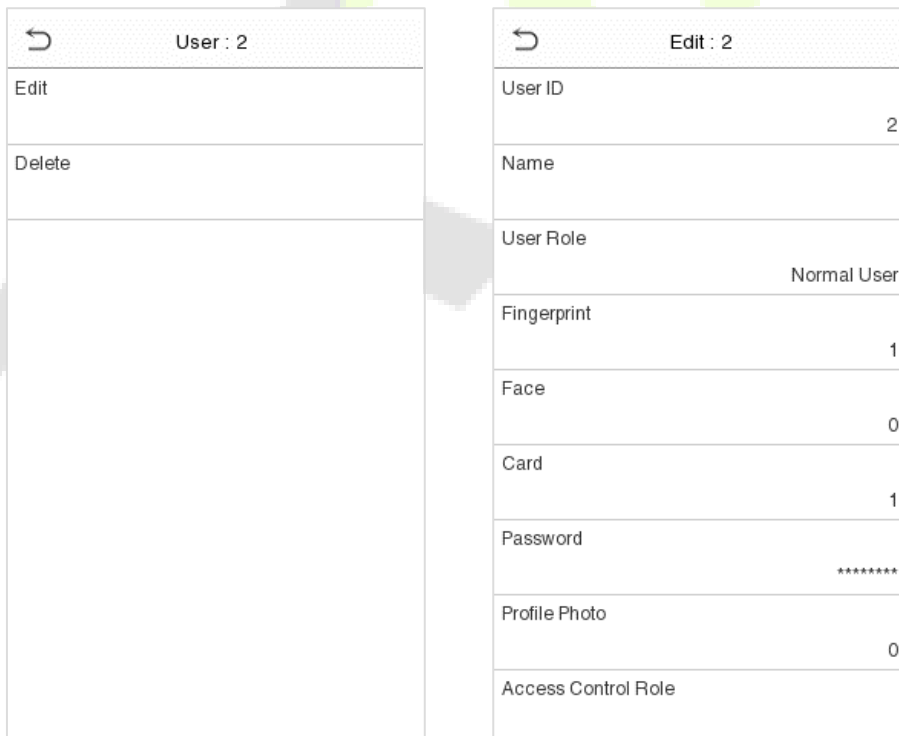 User : 2
Edit
Delete
Edit : 2
User ID
2
Name
User Role
Normal User
Fingerprint
1
Face
0
Card
1
Password
********
Profile Photo
0
Access Control Role